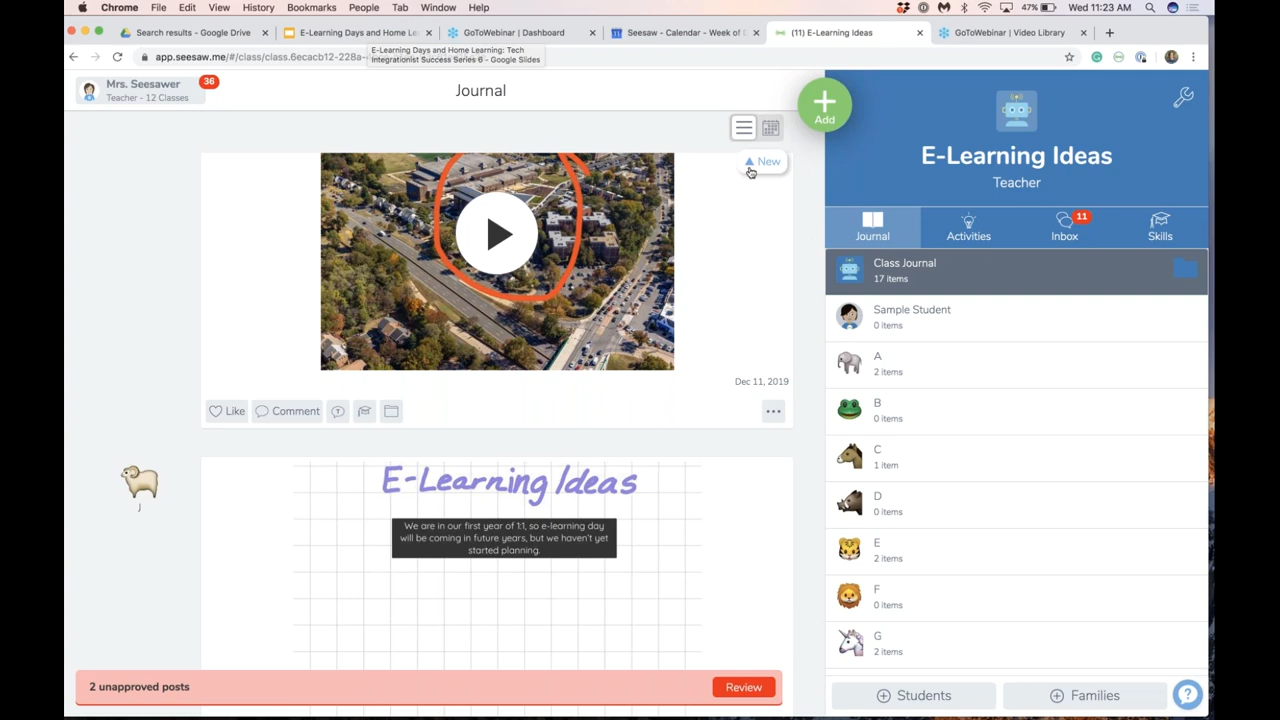 Chrome File Edit View History Bookmarks People Tab Window Help 47% Wed 11:23 AM
Search results - Google Drive E-Learning Days and Home Le GoToWebinar | Dashboard Seesaw - Calendar - Week of D (11) E-Learning Ideas GoToWebinar | Video Library
app.seesaw.me/#/class/class.6ecacb12-228a-
E-Learning Days and Home Learning: Tech
Integrationist Success Series 6 - Google Slides
Mrs. Seesawer
Teacher - 12 Classes
36
Journal
Add
New
Dec 11, 2019
Like Comment
J
E-Learning Ideas
We are in our first year of 1:1, so e-learning day
will be coming in future years, but we haven't yet
started planning.
2 unapproved posts Review
E-Learning Ideas
Teacher
Journal Activities Inbox 11 Skills
Class Journal
17 items
Sample Student
0 items
A
2 items
B
0 items
C
1 item
D
0 items
E
2 items
F
0 items
G
2 items
Students Families ?